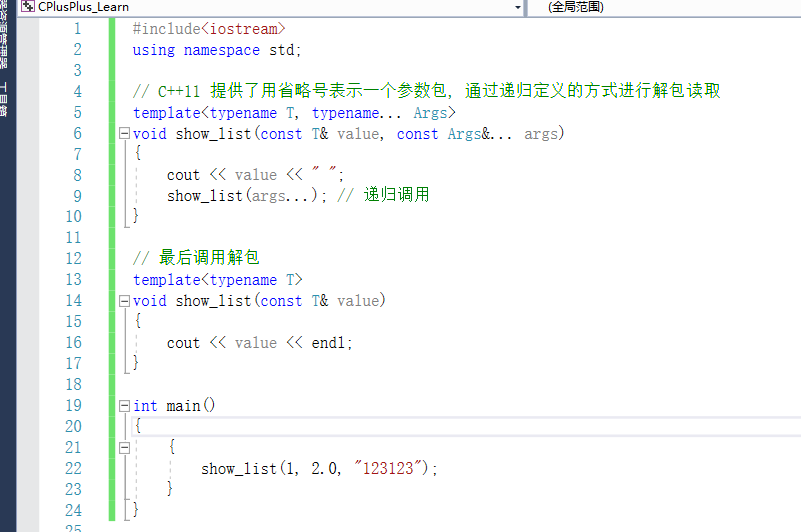 CPlusPlus_Learn
(全局范围)
器资源管理器 工具箱
1 #include<iostream>
2 using namespace std;
3
4 // C++11 提供了用省略号表示一个参数包, 通过递归定义的方式进行解包读取
5 template<typename T, typename... Args>
6 void show_list(const T& value, const Args&... args)
7 {
8 cout << value << " ";
9 show_list(args...); // 递归调用
10 }
11
12 // 最后调用解包
13 template<typename T>
14 void show_list(const T& value)
15 {
16 cout << value << endl;
17 }
18
19 int main()
20 {
21 {
22 show_list(1, 2.0, "123123");
23 }
24 }
25